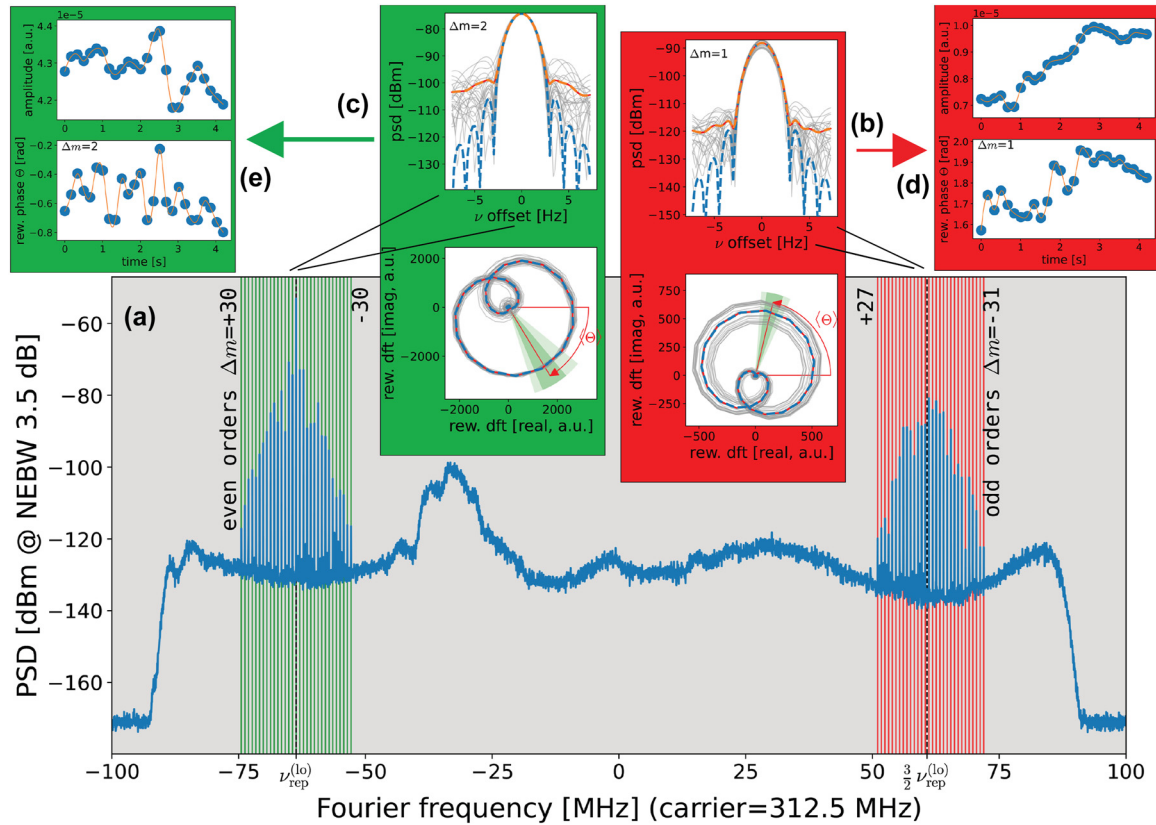 1e−5
4.4
4.3
4.2
amplitude [a.u.]
0 1 2 3 4
−0.2
−0.4
−0.6
−0.8
rew. phase Θ [rad]
Δm=2
0 1 2 3 4
time [s]
(c)
(e)
Δm=2
−80
−90
−100
−110
−120
−130
psd [dBm]
−5 0 5
ν offset [Hz]
2000
0
−2000
rew. dft [imag, a.u.]
⟨Θ⟩
−2000 0 2000
rew. dft [real, a.u.]
Δm=1
−90
−100
−110
−120
−130
−140
−150
psd [dBm]
−5 0 5
ν offset [Hz]
750
500
250
0
−250
rew. dft [imag, a.u.]
⟨Θ⟩
−500 0 500
rew. dft [real, a.u.]
(b)
(d)
1e−5
1.0
0.9
0.8
0.7
0.6
amplitude [a.u.]
0 1 2 3 4
2.0
1.9
1.8
1.7
1.6
rew. phase Θ [rad]
Δm=1
0 1 2 3 4
time [s]
(a)
even orders Δm=+30
−30
+27
odd orders Δm=−31
−60
−80
−100
−120
−140
−160
PSD [dBm @ NEBW 3.5 dB]
−100 −75 −50 −25 0 25 50 75 100
ν_rep^(lo) 3/2 ν_rep^(lo)
Fourier frequency [MHz] (carrier=312.5 MHz)